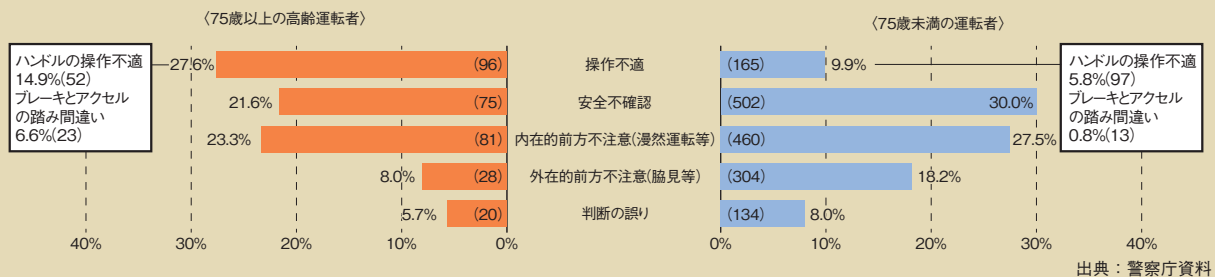 〈75歳以上の高齢運転者〉
〈75歳未満の運転者〉
ハンドルの操作不適
14.9%(52)
ブレーキとアクセル
の踏み間違い
6.6%(23)
27.6% (96) 操作不適 (165) 9.9%
21.6% (75) 安全不確認 (502) 30.0%
23.3% (81) 内在的前方不注意(漫然運転等) (460) 27.5%
8.0% (28) 外在的前方不注意(脇見等) (304) 18.2%
5.7% (20) 判断の誤り (134) 8.0%
ハンドルの操作不適
5.8%(97)
ブレーキとアクセル
の踏み間違い
0.8%(13)
40% 30% 20% 10% 0% 0% 10% 20% 30% 40%
出典：警察庁資料